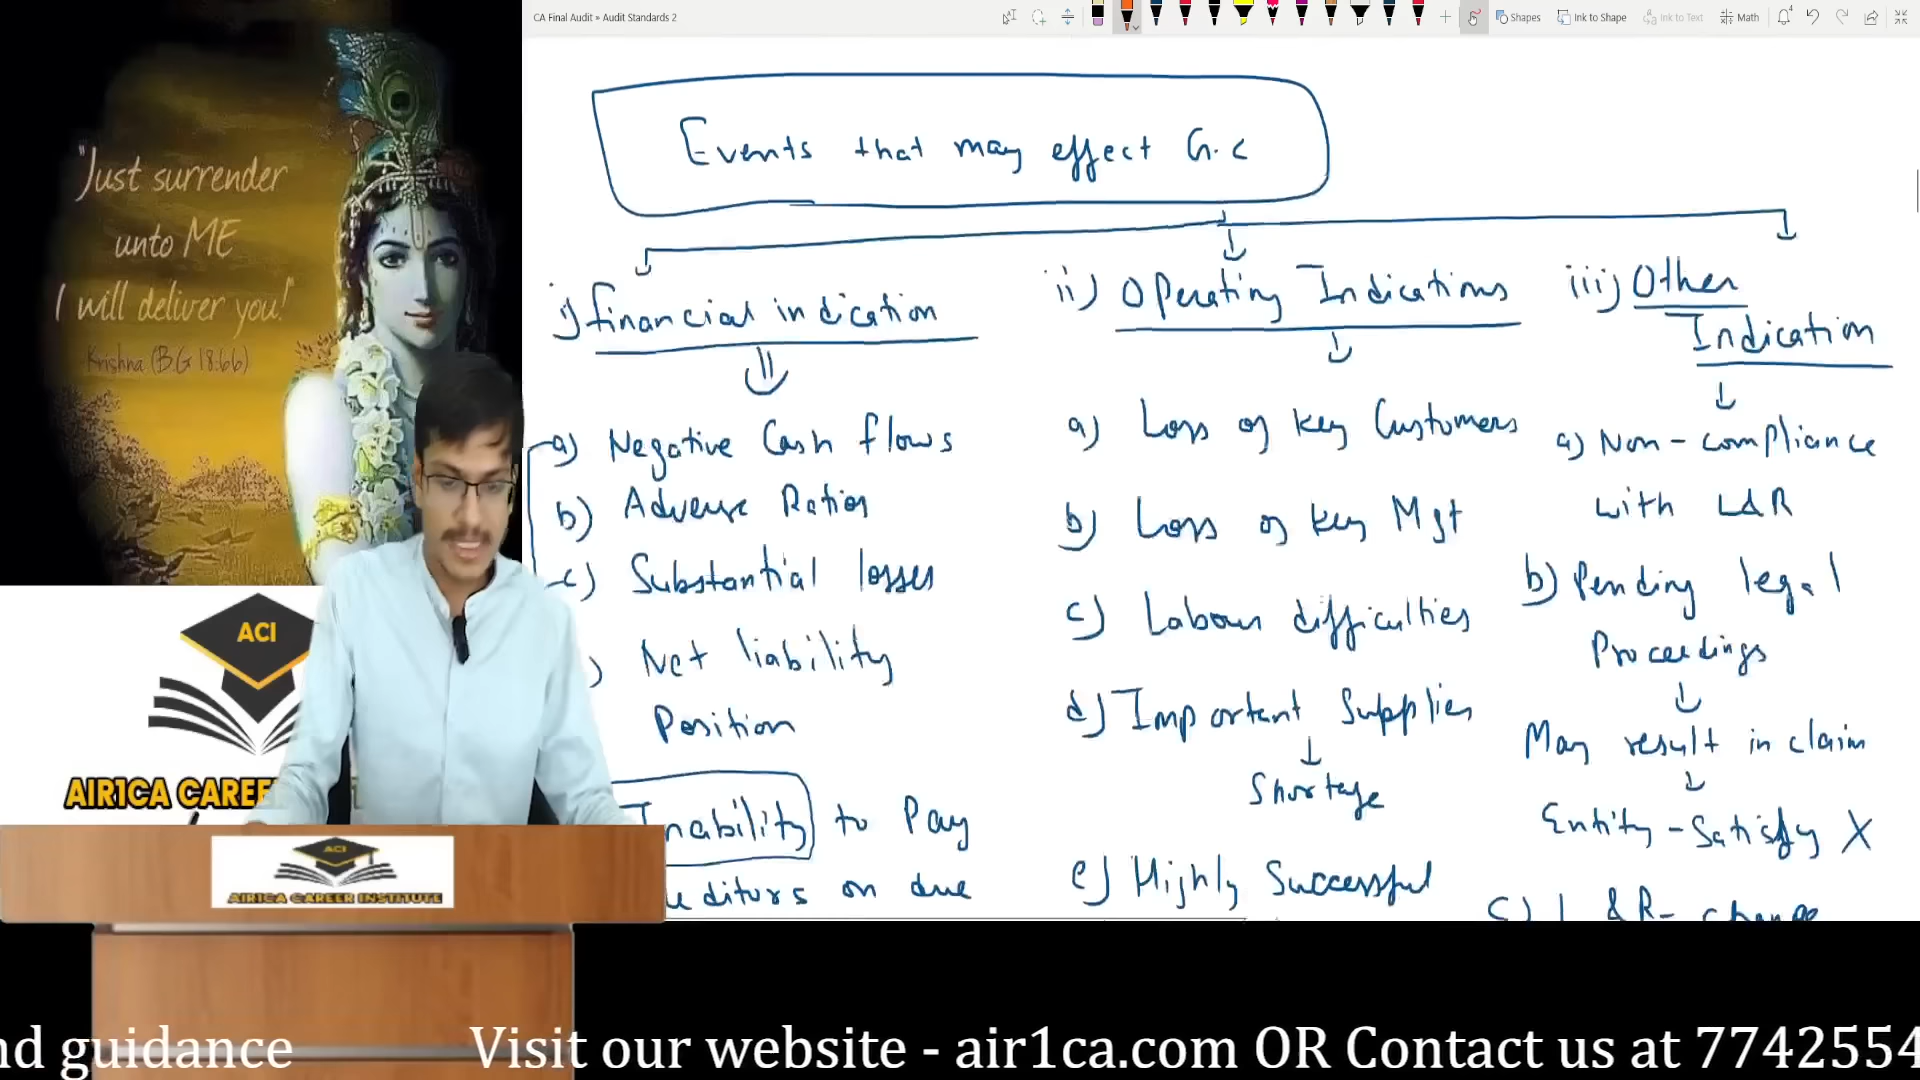 CA Final Audit » Audit Standards 2
Shapes
Ink to Shape
Ink to Text
Math
"Just surrender
unto ME
I will deliver you!"
-Krishna (B.G 18:66)
Events that may effect G.C
i) financial indication
a) Negative Cash flows
b) Adverse Ratios
c) Substantial losses
) Net liability
Position
Inability to Pay
editors on due
ii) Operating Indications
a) Loss of key Customers
b) Loss of key Mgt
c) Labour difficulties
d) Important Supplies
Shortage
e) Highly Successful
iii) Other
Indication
a) Non-compliance
with L&R
b) Pending legal
Proceedings
May result in claim
Entity - Satisfy X
c) L &R- change
ACI
AIR1CA CAREE
ACI
AIR1CA CAREER INSTITUTE
nd guidance Visit our website - air1ca.com OR Contact us at 7742554